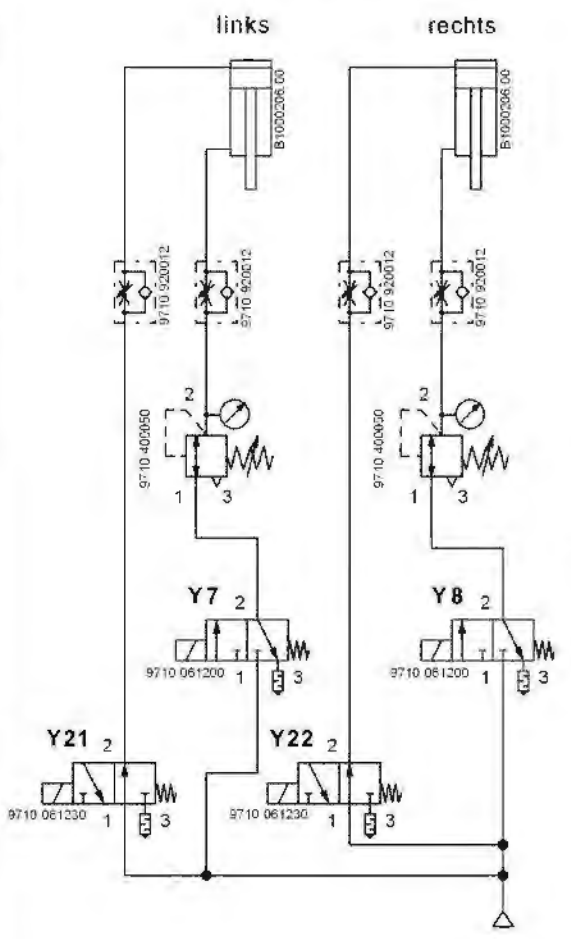 links rechts
B1000206.00 B1000206.00
9710 920012 9710 920012 9710 920012 9710 920012
2 2
9710 400050 9710 400050
1 3 1 3
Y7 2 Y8 2
9710 061200 1 3 9710 061200 1 3
Y21 2 Y22 2
9710 061230 1 3 9710 061230 1 3